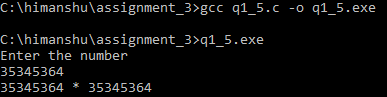 C:\himanshu\assignment_3>gcc q1_5.c -o q1_5.exe
C:\himanshu\assignment_3>q1_5.exe
Enter the number
35345364
35345364 * 35345364